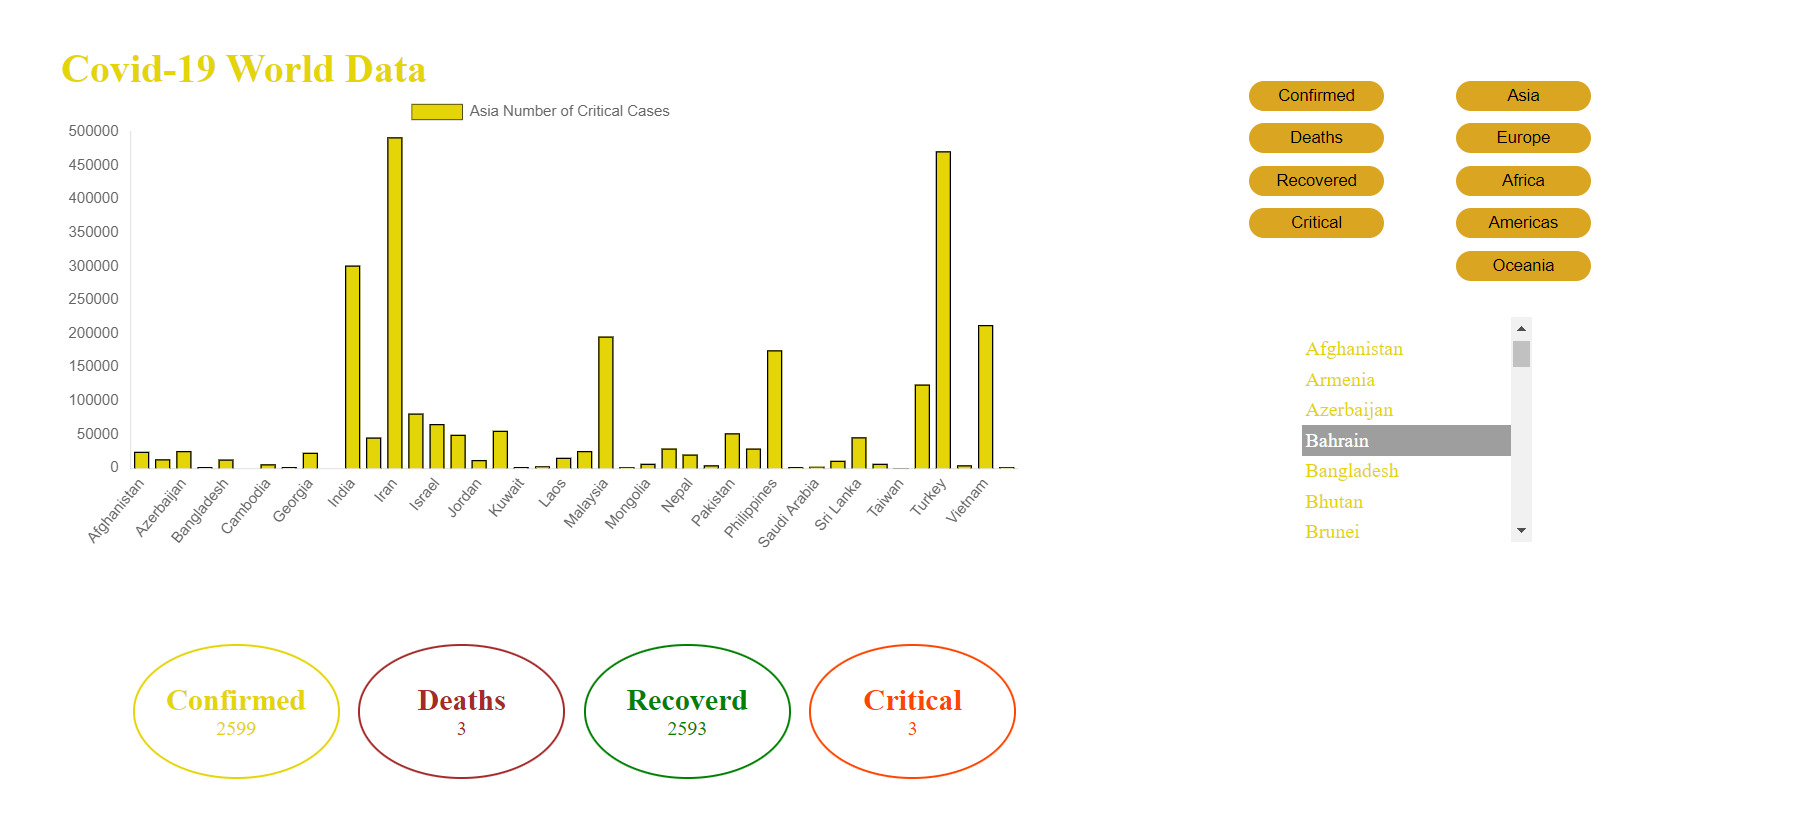 Covid-19 World Data
Asia Number of Critical Cases
500000
450000
400000
350000
300000
250000
200000
150000
100000
50000
0
Afghanistan
Azerbaijan
Bangladesh
Cambodia
Georgia
India
Iran
Israel
Jordan
Kuwait
Laos
Malaysia
Mongolia
Nepal
Pakistan
Philippines
Saudi Arabia
Sri Lanka
Taiwan
Turkey
Vietnam
Confirmed
Deaths
Recovered
Critical
Asia
Europe
Africa
Americas
Oceania
Afghanistan
Armenia
Azerbaijan
Bahrain
Bangladesh
Bhutan
Brunei
Confirmed
2599
Deaths
3
Recoverd
2593
Critical
3